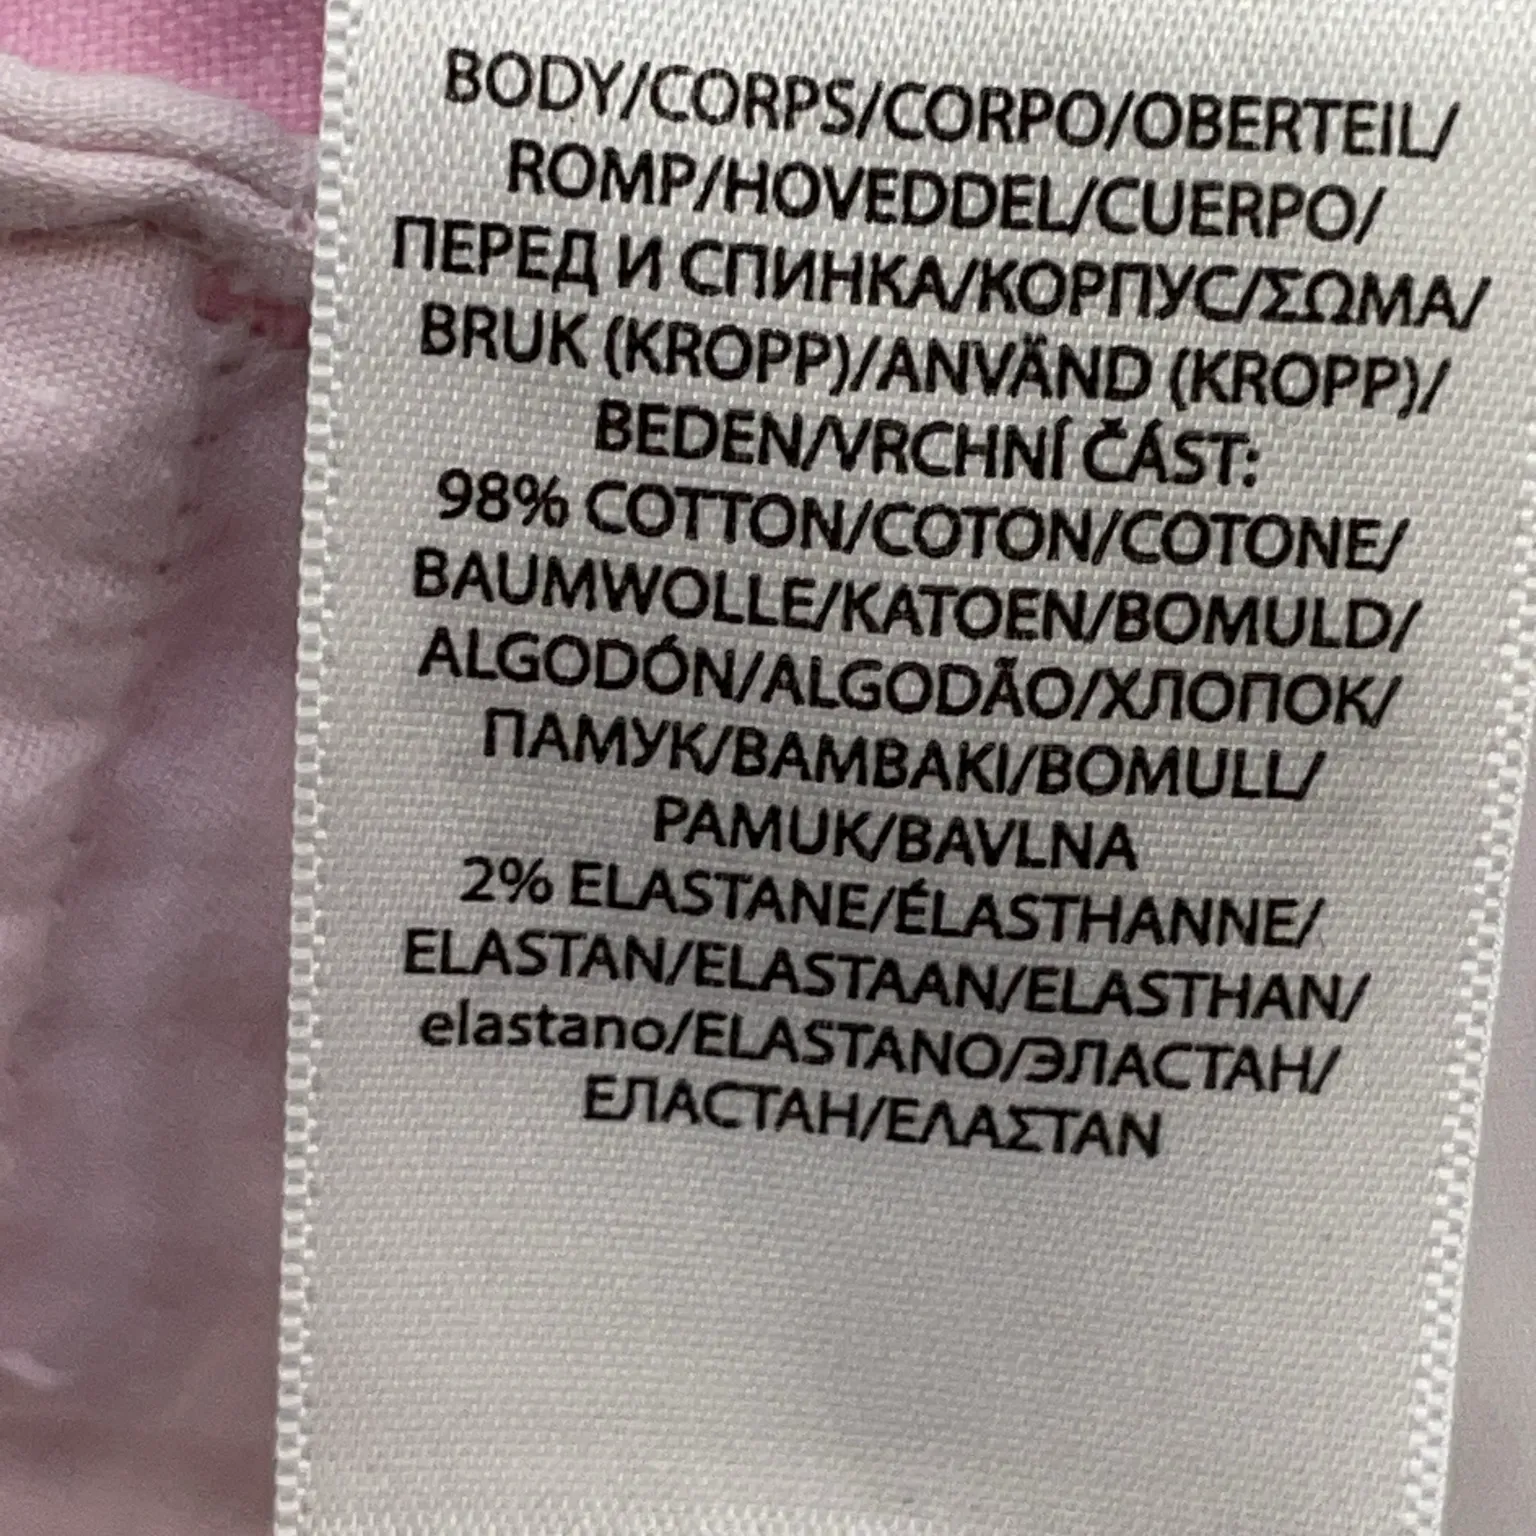 BODY/CORPS/CORPO/OBERTEIL/
ROMP/HOVEDDEL/CUERPO/
ПЕРЕД И СПИНКА/КОРПУС/ΣΩΜΑ/
BRUK (KROPP)/ANVÄND (KROPP)/
BEDEN/VRCHNÍ ČÁST:
98% COTTON/COTON/COTONE/
BAUMWOLLE/KATOEN/BOMULD/
ALGODÓN/ALGODÃO/ХЛОПОК/
ПАМУК/ΒΑΜΒΑΚΙ/BOMULL/
PAMUK/BAVLNA
2% ELASTANE/ÉLASTHANNE/
ELASTAN/ELASTAAN/ELASTHAN/
elastano/ELASTANO/ЭЛАСТАН/
ЕЛАСТАН/ΕΛΑΣΤΑΝ